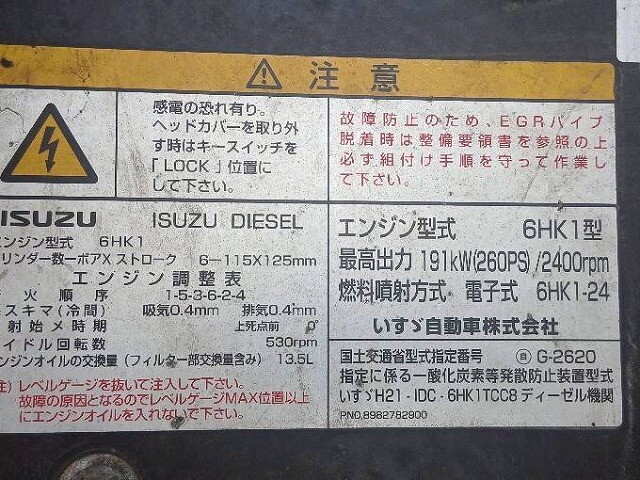 注意
感電の恐れ有り。
ヘッドカバーを取り外
す時はキースイッチを
「LOCK」位置に
して下さい。
故障防止のため、EGRパイプ
脱着時は整備要領書を参照の上
必ず組付け手順を守って作業し
て下さい。
ISUZU ISUZU DIESEL
エンジン型式 6HK1
リンダー数ーボアX ストローク 6ー115X125mm
エンジン調整表
火順序 1-5-3-6-2-4
スキマ(冷間) 吸気0.4mm 排気0.4mm
射始め時期 上死点前 0°
イドル回転数 530rpm
ンジンオイルの交換量 (フィルター部交換量含み) 13.5L
注) レベルゲージを抜いて注入して下さい。
故障の原因となるのでレベルゲージMAX位置以上
にエンジンオイルを入れないで下さい。
エンジン型式 6HK1型
最高出力 191kW(260PS)/2400rpm
燃料噴射方式 電子式 6HK1-24
いすゞ自動車株式会社
国土交通省型式指定番号 自 G-2620
指定に係る一酸化炭素等発散防止装置型式
いすゞH21-IDC-6HK1TCC8 ディーゼル機関
PNO.8982782900